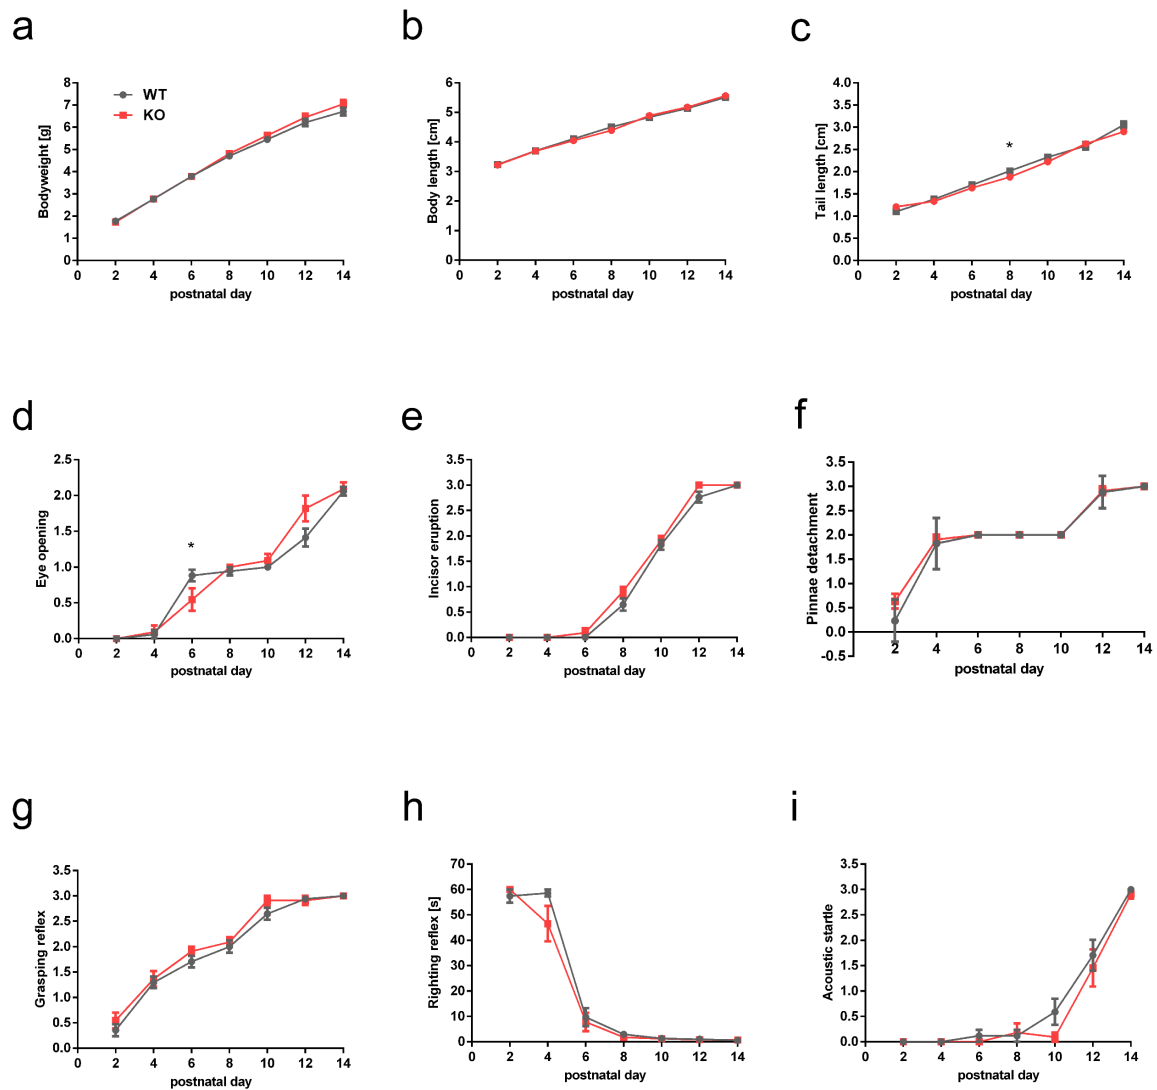 a
b
c
Bodyweight [g]
8
7
6
5
4
3
2
1
0
WT
KO
0 2 4 6 8 10 12 14
postnatal day
Body length [cm]
6
5
4
3
2
1
0
0 2 4 6 8 10 12 14
postnatal day
Tail length [cm]
4.0
3.5
3.0
2.5
2.0
1.5
1.0
0.5
0.0
*
0 2 4 6 8 10 12 14
postnatal day
d
e
f
Eye opening
2.5
2.0
1.5
1.0
0.5
0.0
*
0 2 4 6 8 10 12 14
postnatal day
Incisor eruption
3.5
3.0
2.5
2.0
1.5
1.0
0.5
0.0
0 2 4 6 8 10 12 14
postnatal day
Pinnae detachment
3.5
3.0
2.5
2.0
1.5
1.0
0.5
0.0
-0.5
2 4 6 8 10 12 14
postnatal day
g
h
i
Grasping reflex
3.5
3.0
2.5
2.0
1.5
1.0
0.5
0.0
0 2 4 6 8 10 12 14
postnatal day
Righting reflex [s]
70
60
50
40
30
20
10
0
0 2 4 6 8 10 12 14
postnatal day
Acoustic startle
3.5
3.0
2.5
2.0
1.5
1.0
0.5
0.0
0 2 4 6 8 10 12 14
postnatal day